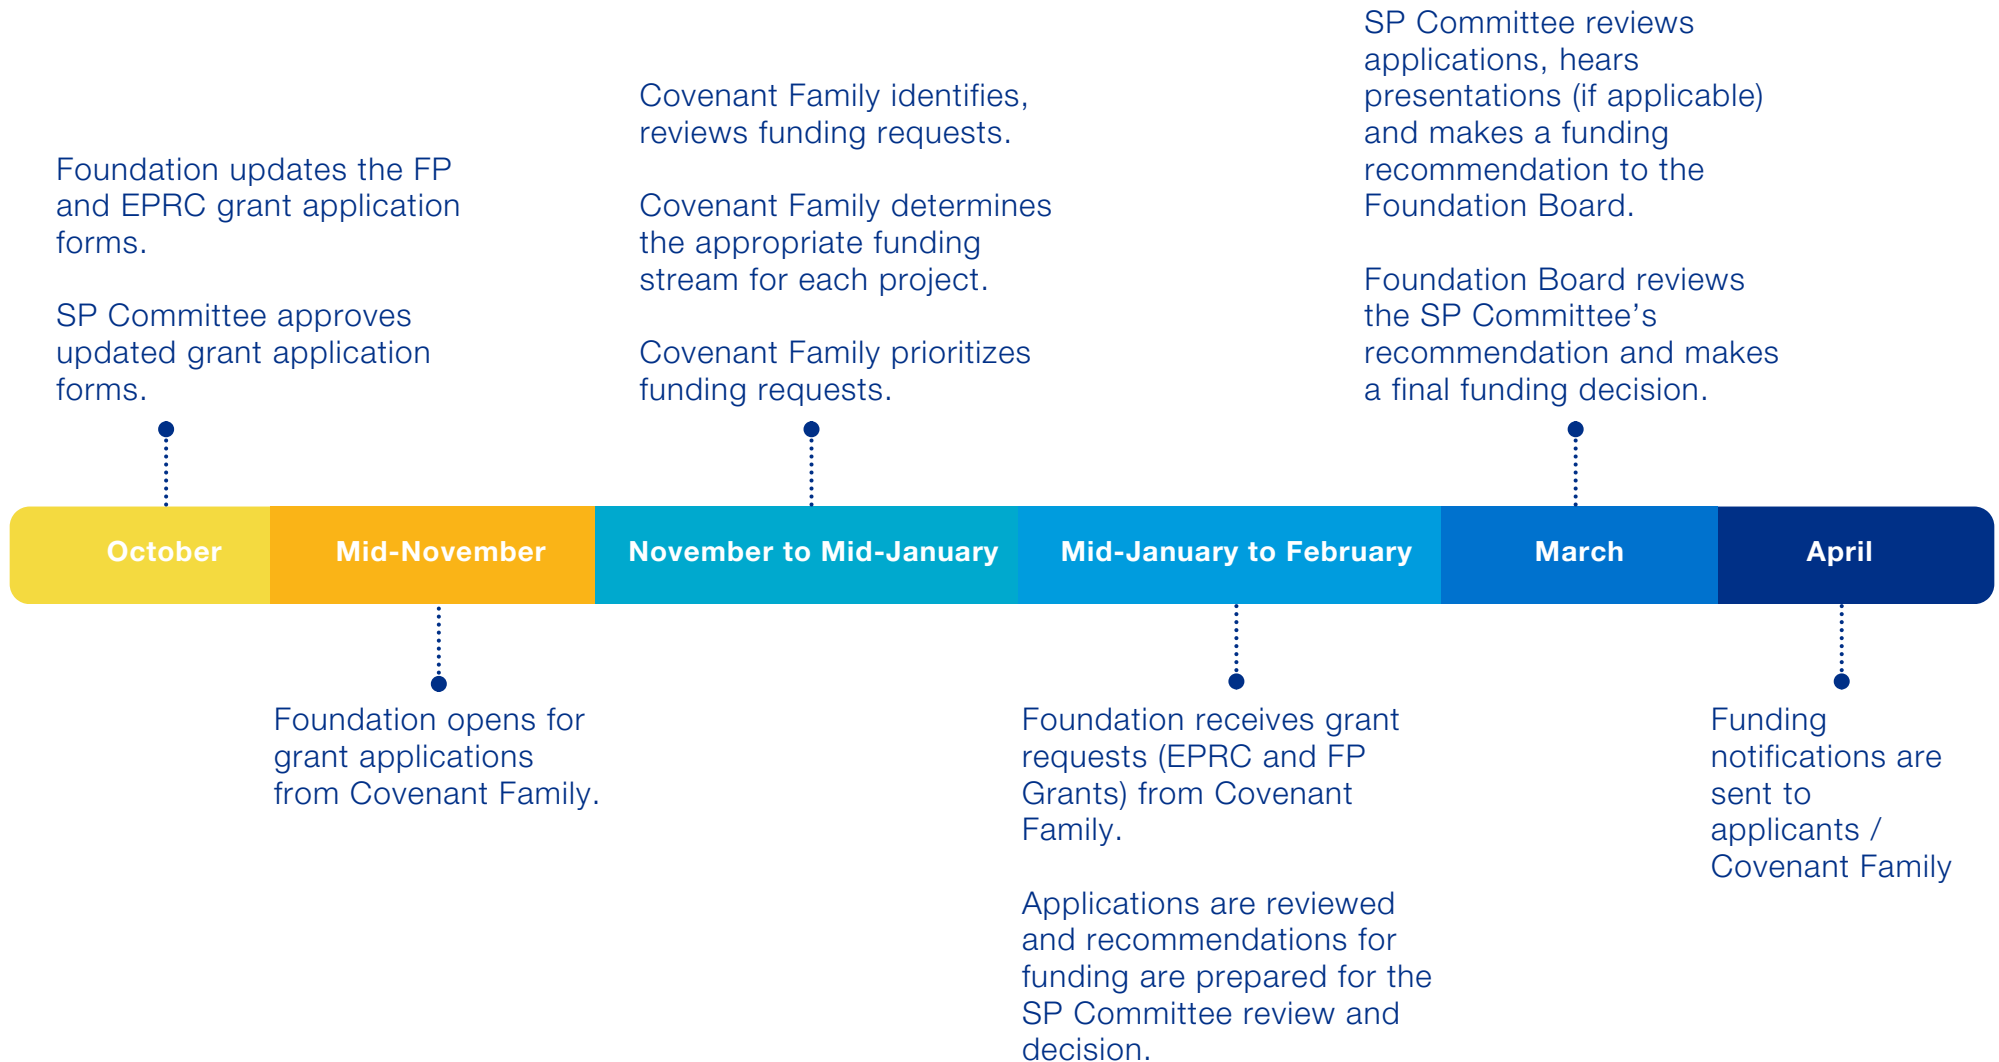 Foundation updates the FP
and EPRC grant application
forms.
SP Committee approves
updated grant application
forms.
Covenant Family identifies,
reviews funding requests.
Covenant Family determines
the appropriate funding
stream for each project.
Covenant Family prioritizes
funding requests.
SP Committee reviews
applications, hears
presentations (if applicable)
and makes a funding
recommendation to the
Foundation Board.
Foundation Board reviews
the SP Committee’s
recommendation and makes
a final funding decision.
October
Mid-November
November to Mid-January
Mid-January to February
March
April
Foundation opens for
grant applications
from Covenant Family.
Foundation receives grant
requests (EPRC and FP
Grants) from Covenant
Family.
Applications are reviewed
and recommendations for
funding are prepared for the
SP Committee review and
decision.
Funding
notifications are
sent to
applicants /
Covenant Family